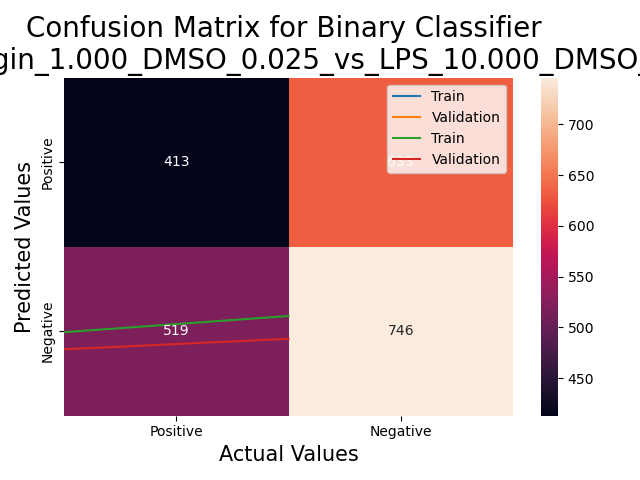 Confusion Matrix for Binary Classifier
gin_1.000_DMSO_0.025_vs_LPS_10.000_DMSO_
Train
Validation
Train
Validation
Predicted Values
Positive
Negative
413
519
746
Positive
Negative
Actual Values
700
650
600
550
500
450